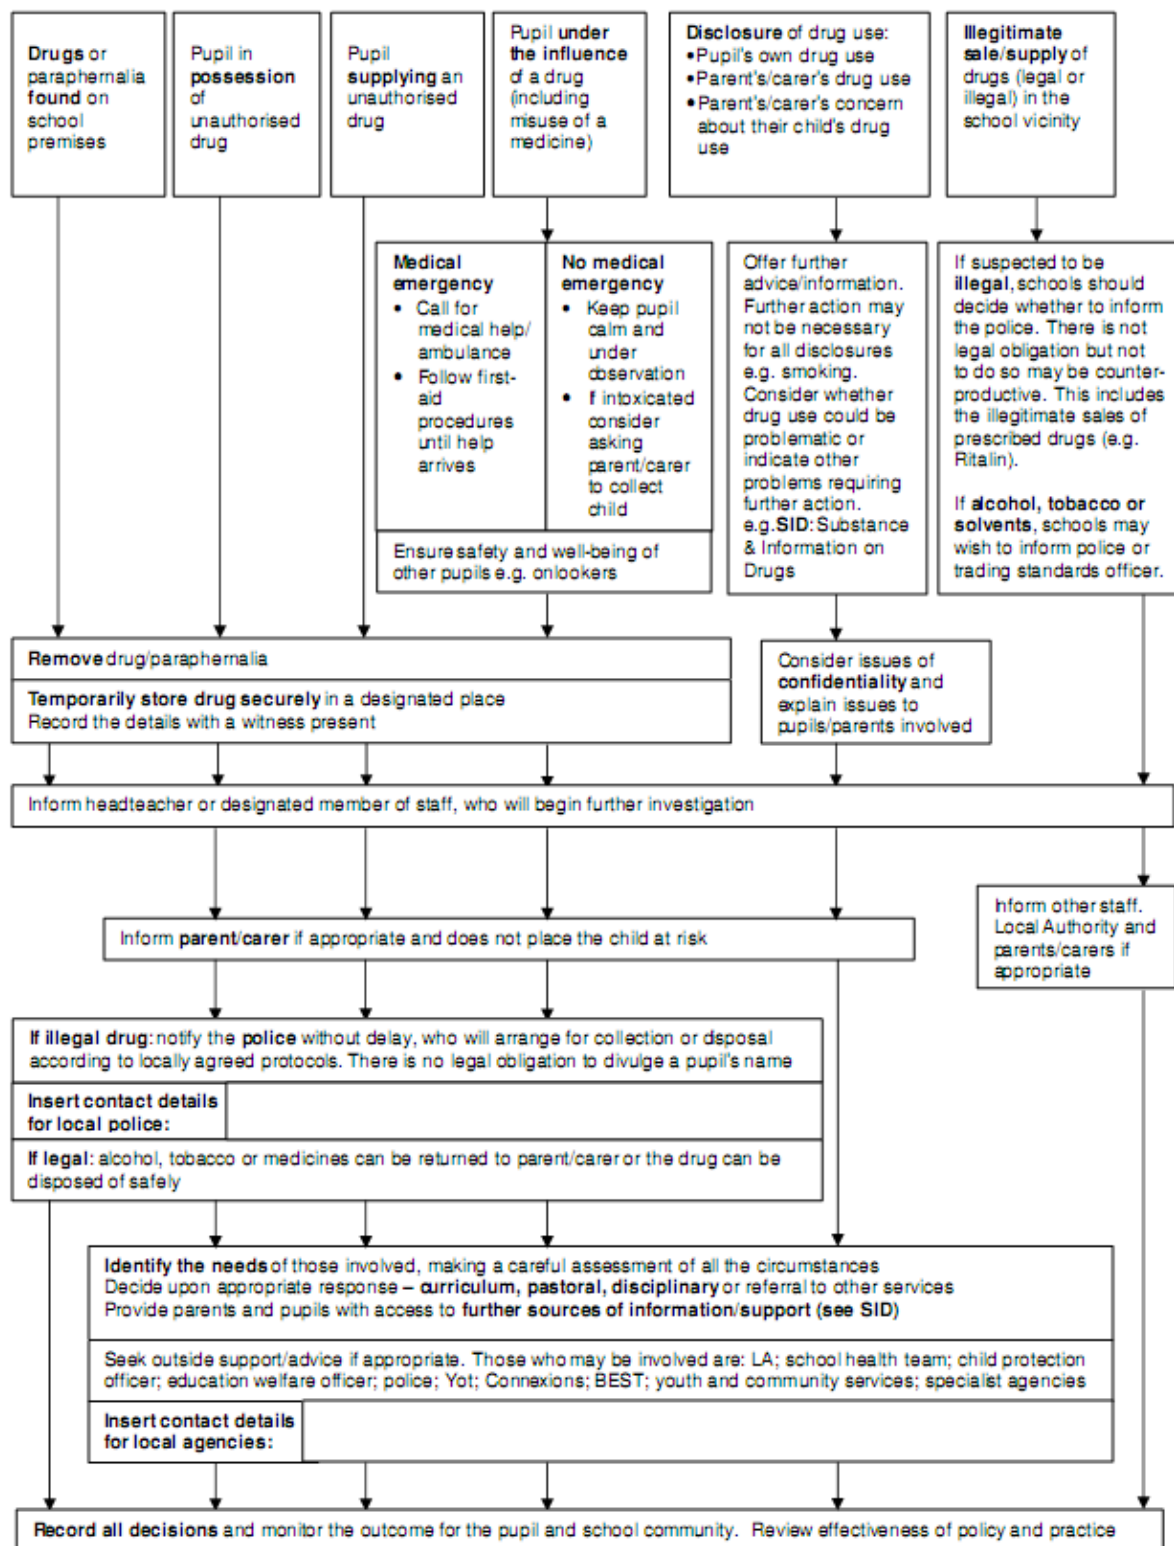 Drugs or
paraphernalia
found on
school
premises
Pupil in
possession
of
unauthorised
drug
Pupil
supplying an
unauthorised
drug
Pupil under
the influence
of a drug
(including
misuse of a
medicine)
Disclosure of drug use:
•Pupil's own drug use
•Parent's/carer's drug use
•Parent's/carer's concern
about their child's drug
use
Illegitimate
sale/supply of
drugs (legal or
illegal) in the
school vicinity
Medical
emergency
• Call for
medical help/
ambulance
• Follow first-
aid
procedures
until help
arrives
No medical
emergency
• Keep pupil
calm and
under
observation
• If intoxicated
consider
asking
parent/carer
to collect
child
Ensure safety and well-being of
other pupils e.g. onlookers
Offer further
advice/information.
Further action may
not be necessary
for all disclosures
e.g. smoking.
Consider whether
drug use could be
problematic or
indicate other
problems requiring
further action.
e.g.SID: Substance
& Information on
Drugs
If suspected to be
illegal, schools should
decide whether to inform
the police. There is not
legal obligation but not
to do so may be counter-
productive. This includes
the illegitimate sales of
prescribed drugs (e.g.
Ritalin).
If alcohol, tobacco or
solvents, schools may
wish to inform police or
trading standards officer.
Remove drug/paraphernalia
Temporarily store drug securely in a designated place
Record the details with a witness present
Consider issues of
confidentiality and
explain issues to
pupils/parents involved
Inform headteacher or designated member of staff, who will begin further investigation
Inform parent/carer if appropriate and does not place the child at risk
Inform other staff.
Local Authority and
parents/carers if
appropriate
If illegal drug: notify the police without delay, who will arrange for collection or disposal
according to locally agreed protocols. There is no legal obligation to divulge a pupil's name
Insert contact details
for local police:
If legal: alcohol, tobacco or medicines can be returned to parent/carer or the drug can be
disposed of safely
Identify the needs of those involved, making a careful assessment of all the circumstances
Decide upon appropriate response – curriculum, pastoral, disciplinary or referral to other services
Provide parents and pupils with access to further sources of information/support (see SID)
Seek outside support/advice if appropriate. Those who may be involved are: LA; school health team; child protection
officer; education welfare officer; police; Yot; Connexions; BEST; youth and community services; specialist agencies
Insert contact details
for local agencies:
Record all decisions and monitor the outcome for the pupil and school community. Review effectiveness of policy and practice